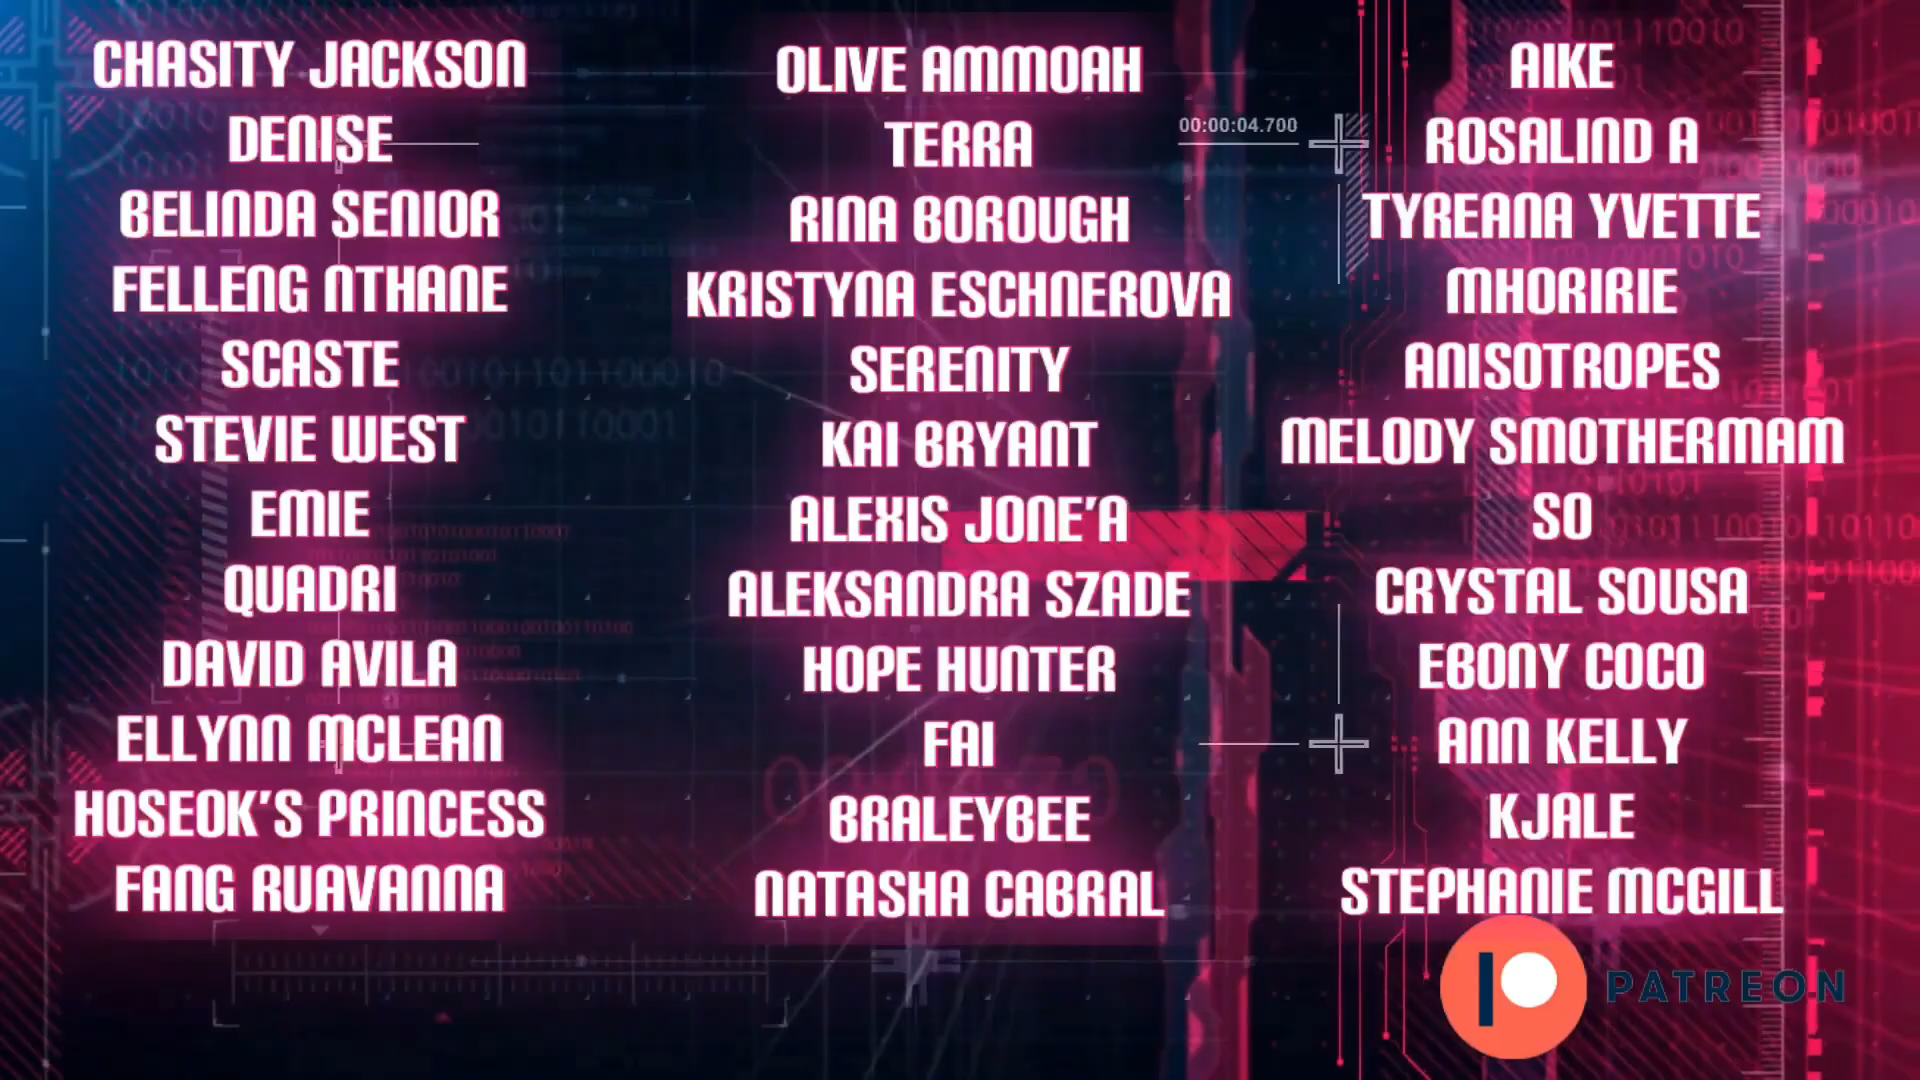 CHASITY JACKSON
DENISE
BELINDA SENIOR
FELLENG NTHANE
SCASTE
STEVIE WEST
EMIE
QUADRI
DAVID AVILA
ELLYNN MCLEAN
HOSEOK'S PRINCESS
FANG RUAVANNA
OLIVE AMMOAH
TERRA
RINA BOROUGH
KRISTYNA ESCHNEROVA
SERENITY
KAI BRYANT
ALEXIS JONE'A
ALEKSANDRA SZADE
HOPE HUNTER
FAI
BRALEYBEE
NATASHA CABRAL
00:00:04.700
AIKE
ROSALIND A
TYREANA YVETTE
MHORIRIE
ANISOTROPES
MELODY SMOTHERMAM
SO
CRYSTAL SOUSA
EBONY COCO
ANN KELLY
KJALE
STEPHANIE MCGILL
PATREON